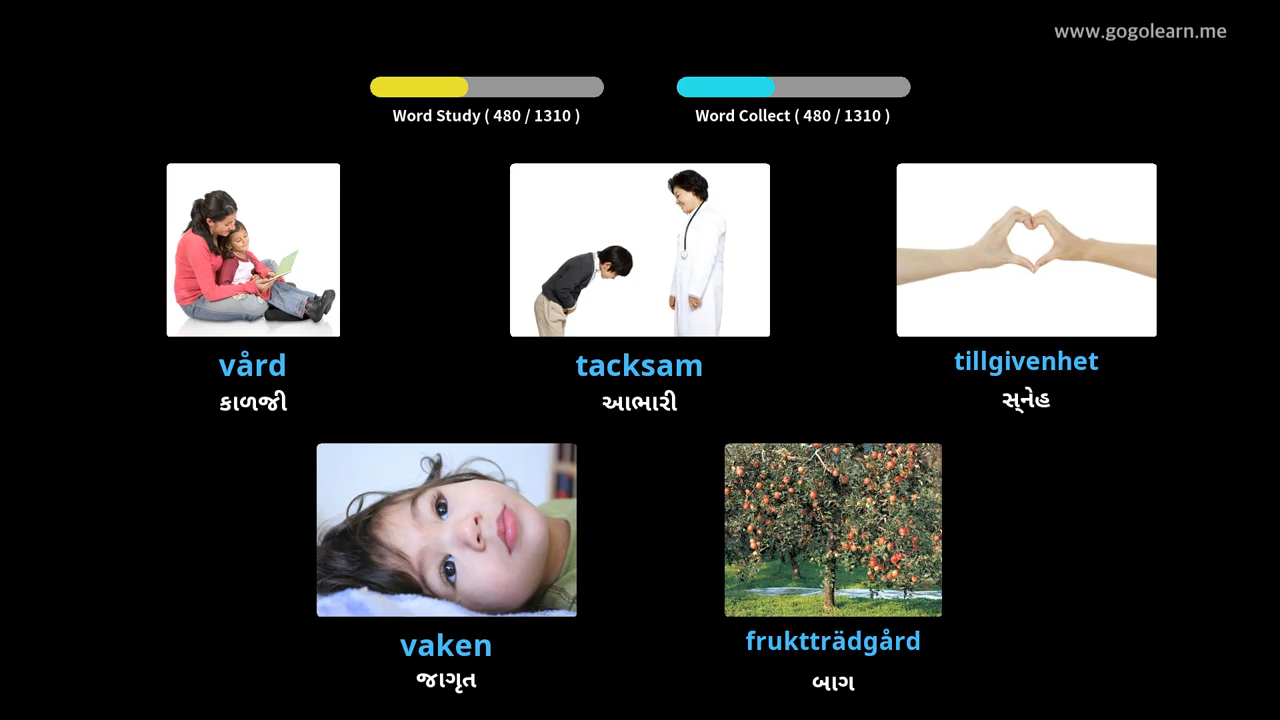 www.gogolearn.me
Word Study ( 480 / 1310 )
Word Collect ( 480 / 1310 )
vård
કાળજી
tacksam
આભારી
tillgivenhet
સ્નેહ
vaken
જાગૃત
fruktträdgård
બાગ